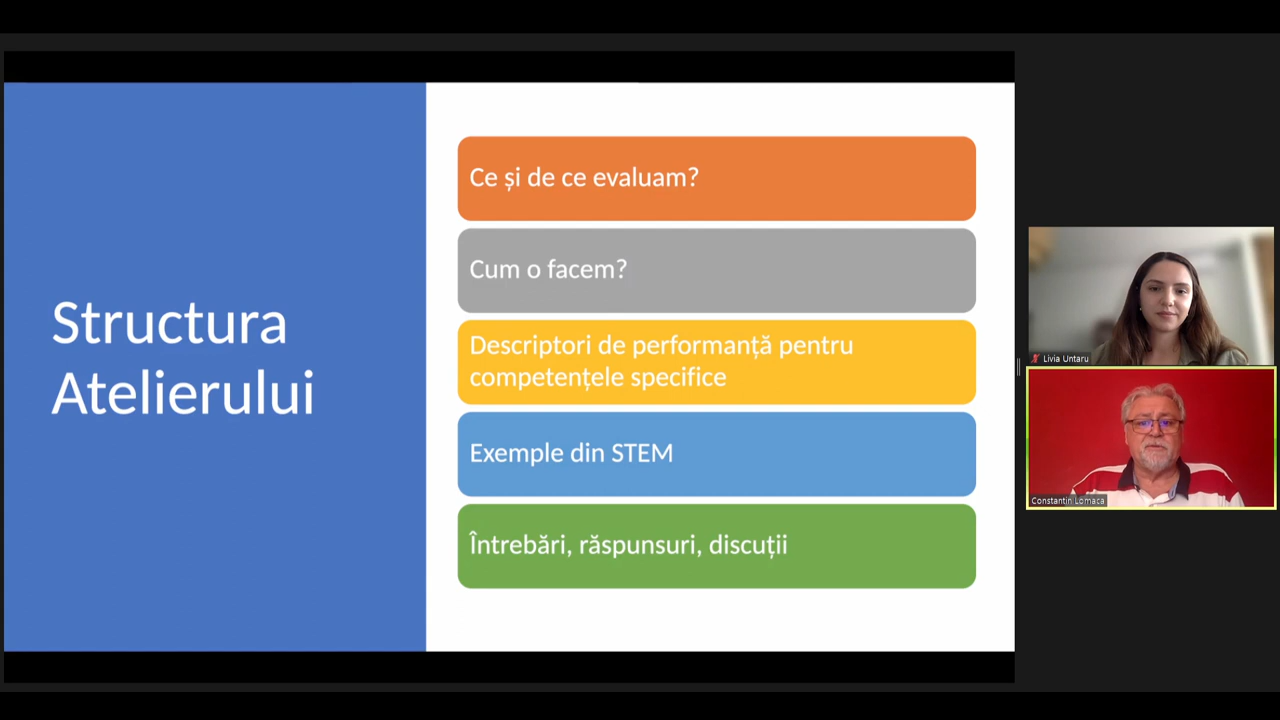 Structura
Atelierului
Ce și de ce evaluam?
Cum o facem?
Descriptori de performanță pentru
competențele specifice
Exemple din STEM
Întrebări, răspunsuri, discuții
Livia Untaru
Constantin Lomaca